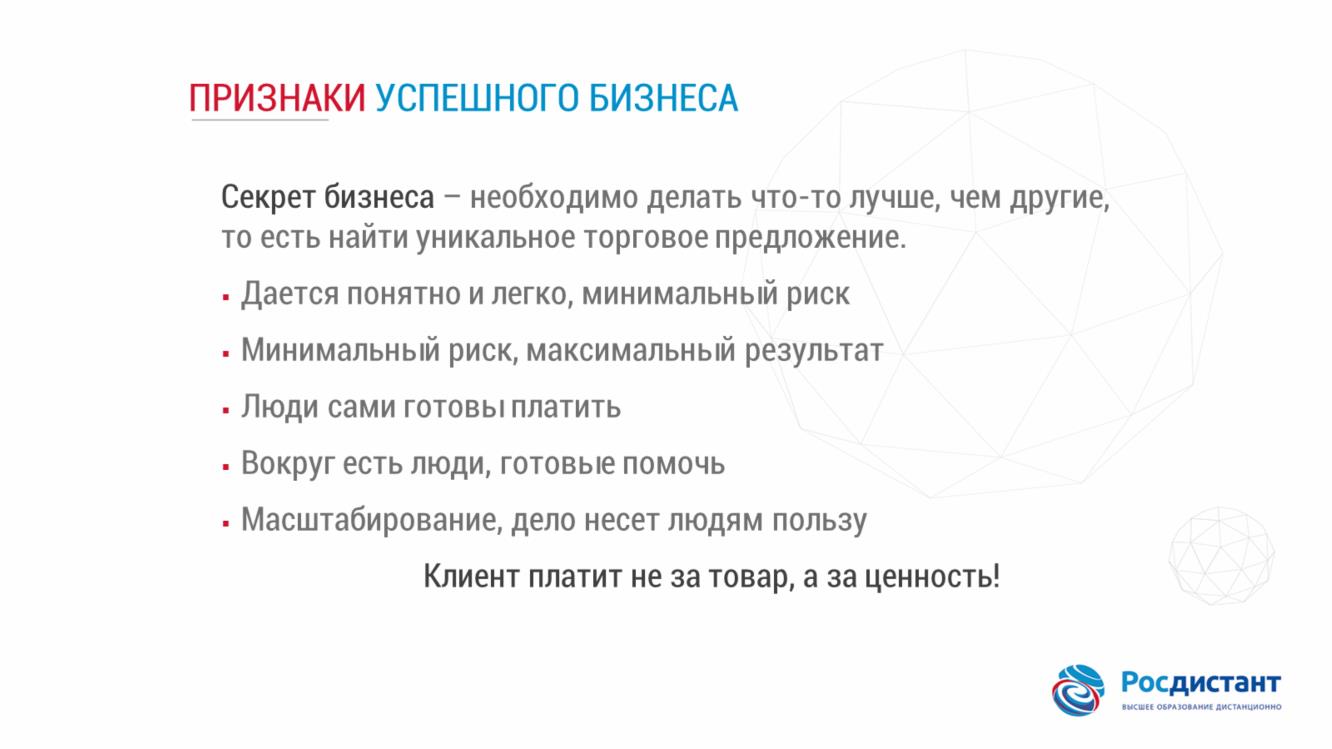 ПРИЗНАКИ УСПЕШНОГО БИЗНЕСА
Секрет бизнеса – необходимо делать что-то лучше, чем другие,
то есть найти уникальное торговое предложение.
▪ Дается понятно и легко, минимальный риск
▪ Минимальный риск, максимальный результат
▪ Люди сами готовы платить
▪ Вокруг есть люди, готовые помочь
▪ Масштабирование, дело несет людям пользу
Клиент платит не за товар, а за ценность!
Росдистант
ВЫСШЕЕ ОБРАЗОВАНИЕ ДИСТАНЦИОННО